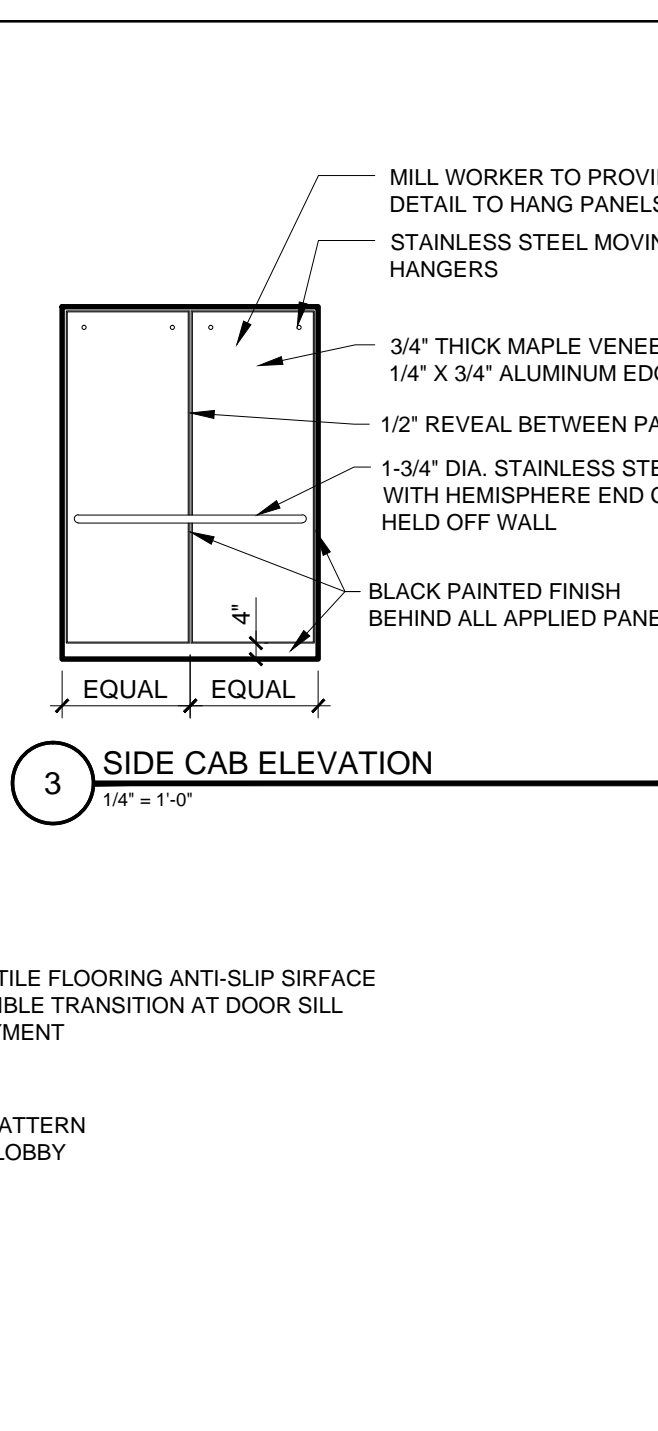 MILL WORKER TO PROVI
DETAIL TO HANG PANELS
STAINLESS STEEL MOVIN
HANGERS
3/4" THICK MAPLE VENEE
1/4" X 3/4" ALUMINUM EDG
1/2" REVEAL BETWEEN PA
1-3/4" DIA. STAINLESS STE
WITH HEMISPHERE END C
HELD OFF WALL
BLACK PAINTED FINISH
BEHIND ALL APPLIED PANE
4"
EQUAL EQUAL
3 SIDE CAB ELEVATION
1/4" = 1'-0"
TILE FLOORING ANTI-SLIP SIRFACE
IBLE TRANSITION AT DOOR SILL
YMENT
ATTERN
LOBBY